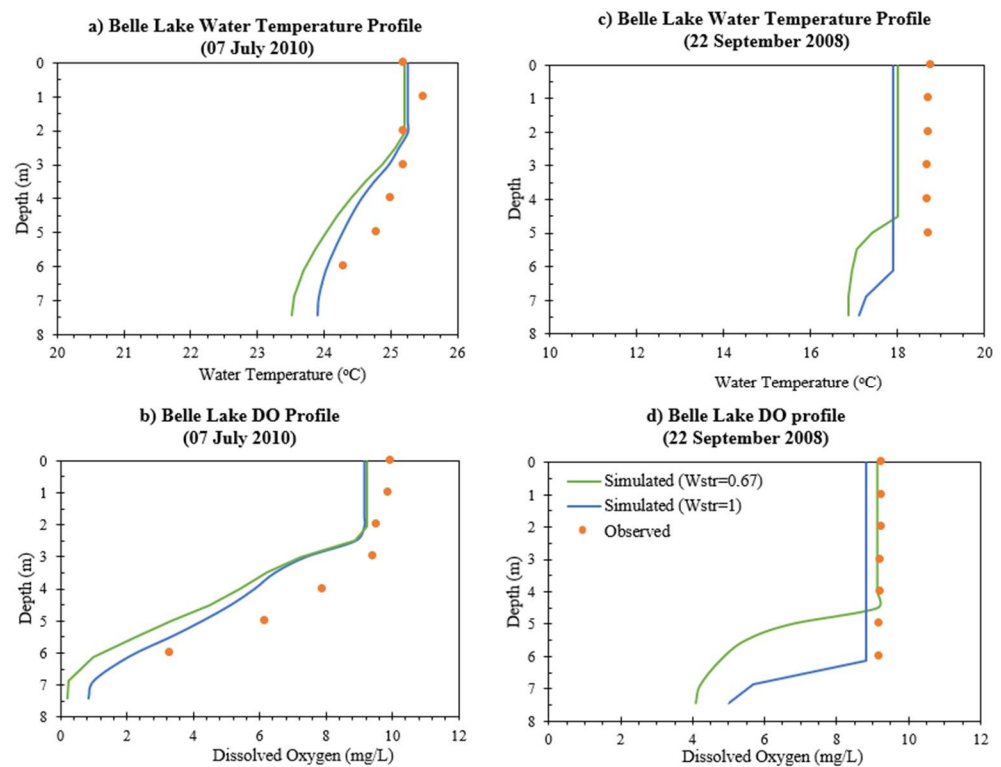 a) Belle Lake Water Temperature Profile
(07 July 2010)
0
1
2
3
4
5
6
7
8
Depth (m)
20 21 22 23 24 25 26
Water Temperature (ºC)
c) Belle Lake Water Temperature Profile
(22 September 2008)
0
1
2
3
4
5
6
7
8
Depth
10 12 14 16 18 20
Water Temperature (ºC)
b) Belle Lake DO Profile
(07 July 2010)
0
1
2
3
4
5
6
7
8
Depth (m)
0 2 4 6 8 10 12
Dissolved Oxygen (mg/L)
d) Belle Lake DO profile
(22 September 2008)
Simulated (Wstr=0.67)
Simulated (Wstr=1)
Observed
0
1
2
3
4
5
6
7
8
Depth (m)
0 2 4 6 8 10 12
Dissolved Oxygen (mg/L)